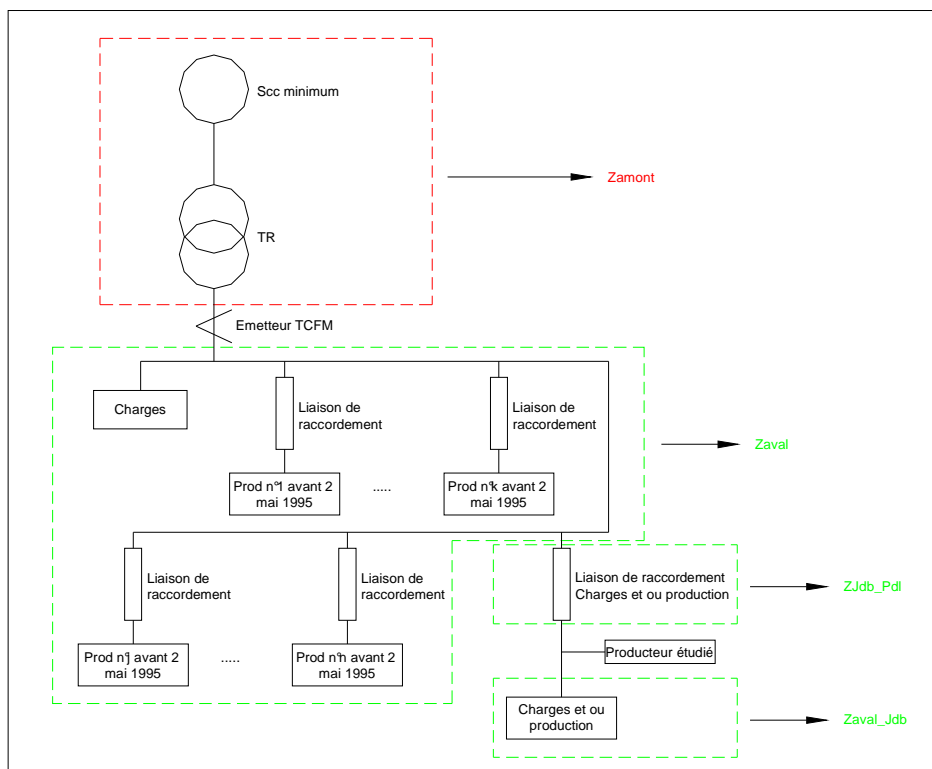 Scc minimum
Zamont
TR
Emetteur TCFM
Charges
Liaison de
raccordement
Liaison de
raccordement
Zaval
Prod n°1 avant 2
mai 1995
.....
Prod n°k avant 2
mai 1995
Liaison de
raccordement
Liaison de
raccordement
Liaison de raccordement
Charges et ou production
ZJdb_Pdl
Prod n°j avant 2
mai 1995
.....
Prod n°n avant 2
mai 1995
Producteur étudié
Charges et ou
production
Zaval_Jdb